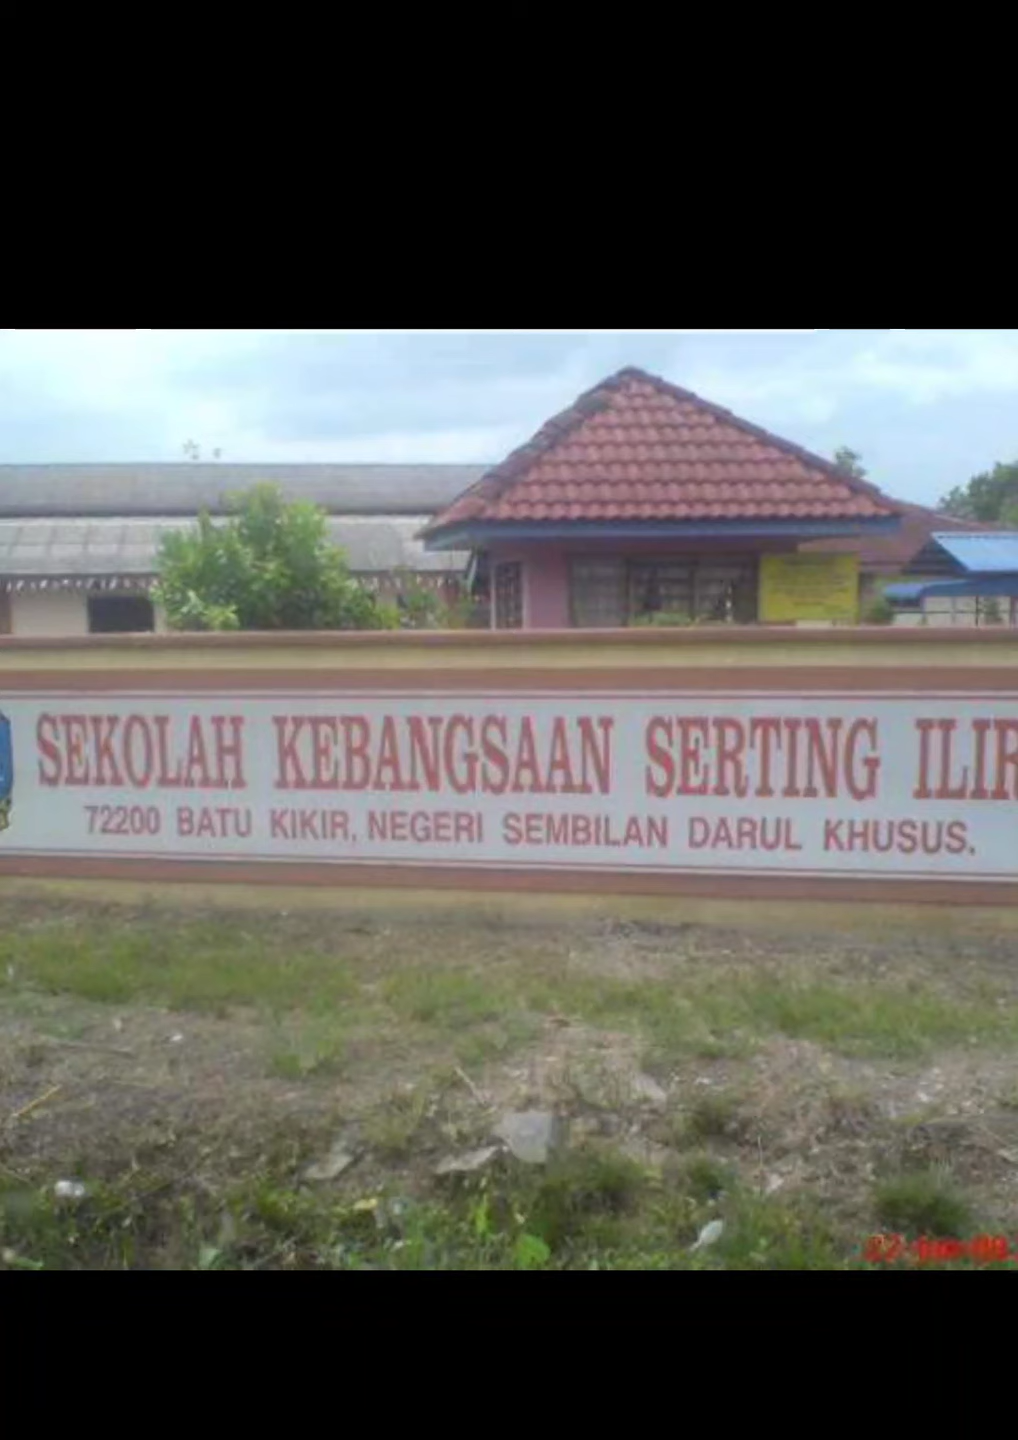 SEKOLAH KEBANGSAAN SERTING ILIR
72200 BATU KIKIR, NEGERI SEMBILAN DARUL KHUSUS.